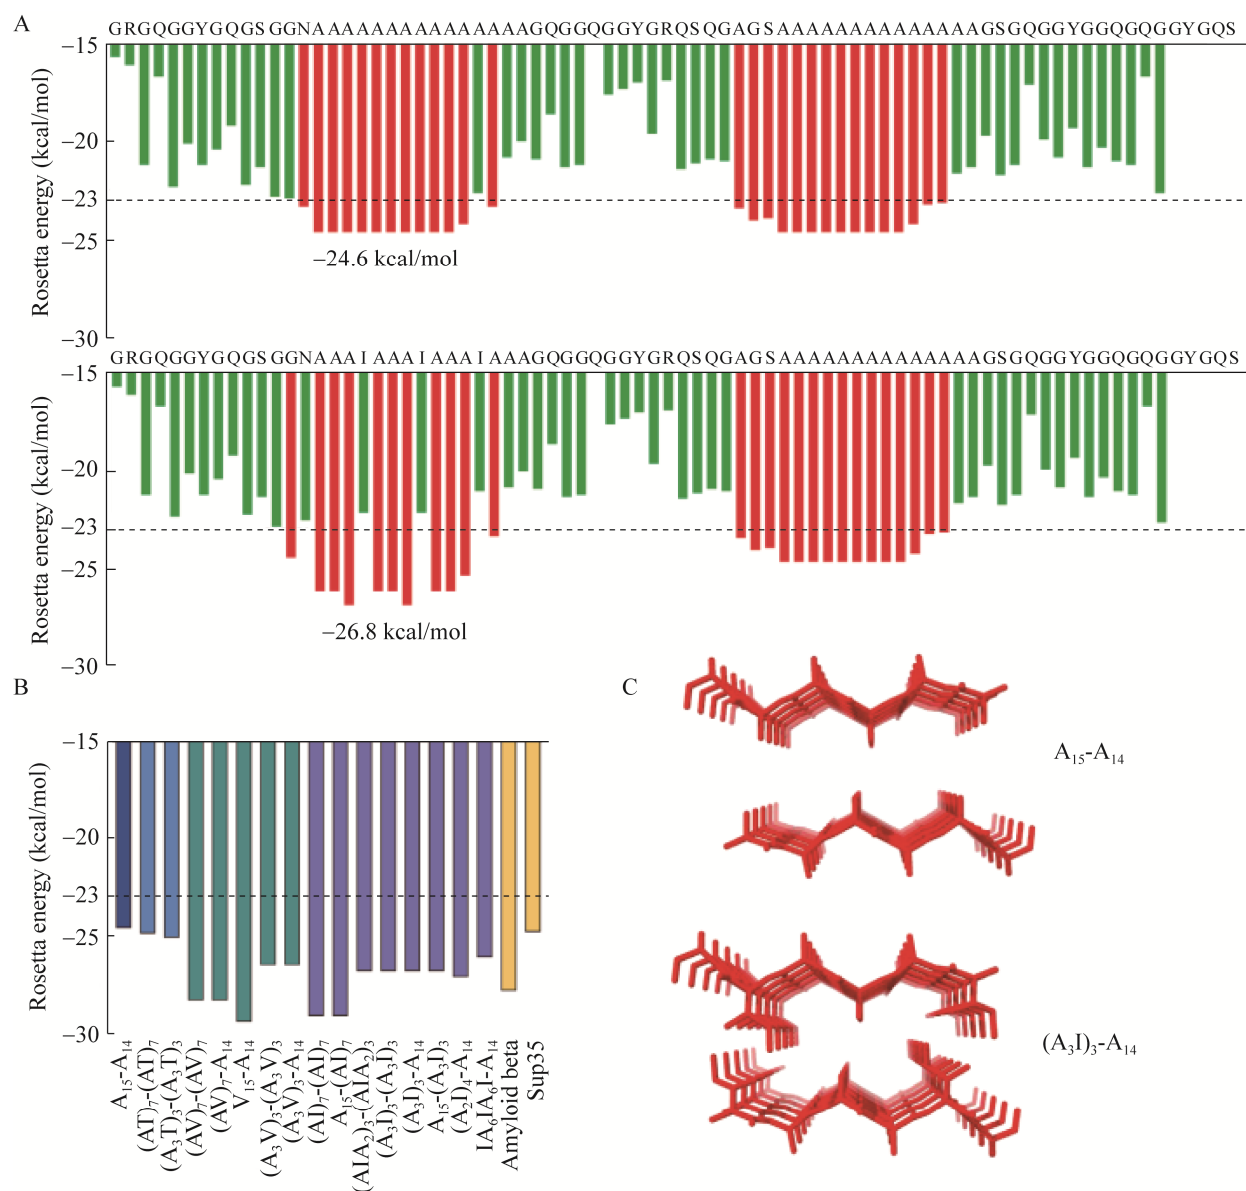 A
GRGQGGYGQGSGGNAAAAAAAAAAAAAAAGQGGQGGYGRQSQGAGSAAAAAAAAAAAAAAGSGQGGYGGQGQGGYGQS
Rosetta energy (kcal/mol)
−15
−20
−23
−25
−30
−24.6 kcal/mol
GRGQGGYGQGSGGNAAAIAAAIAAAIAAAGQGGQGGYGRQSQGAGSAAAAAAAAAAAAAAGSGQGGYGGQGQGGYGQS
Rosetta energy (kcal/mol)
−15
−20
−23
−25
−30
−26.8 kcal/mol
B
Rosetta energy (kcal/mol)
−15
−20
−23
−25
−30
A₁₅-A₁₄
(AT)₇-(AT)₇
(A₃T)₃-(A₃T)₃
(AV)₇-(AV)₇
(AV)₇-A₁₄
V₁₅-A₁₄
(A₃V)₃-(A₃V)₃
(A₃V)₃-A₁₄
(AI)₇-(AI)₇
A₁₅-(AI)₇
(AIA₂)₃-(AIA₂)₃
(A₃I)₃-(A₃I)₃
(A₃I)₃-A₁₄
A₁₅-(A₃I)₃
(A₂I)₄-A₁₄
IA₆IA₆I-A₁₄
Amyloid beta
Sup35
C
A₁₅-A₁₄
(A₃I)₃-A₁₄